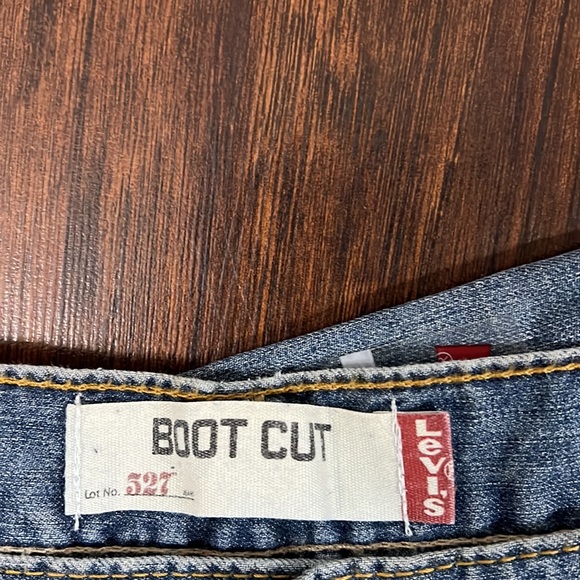 BOOT CUT
Lot No. 527
LEVI'S
®